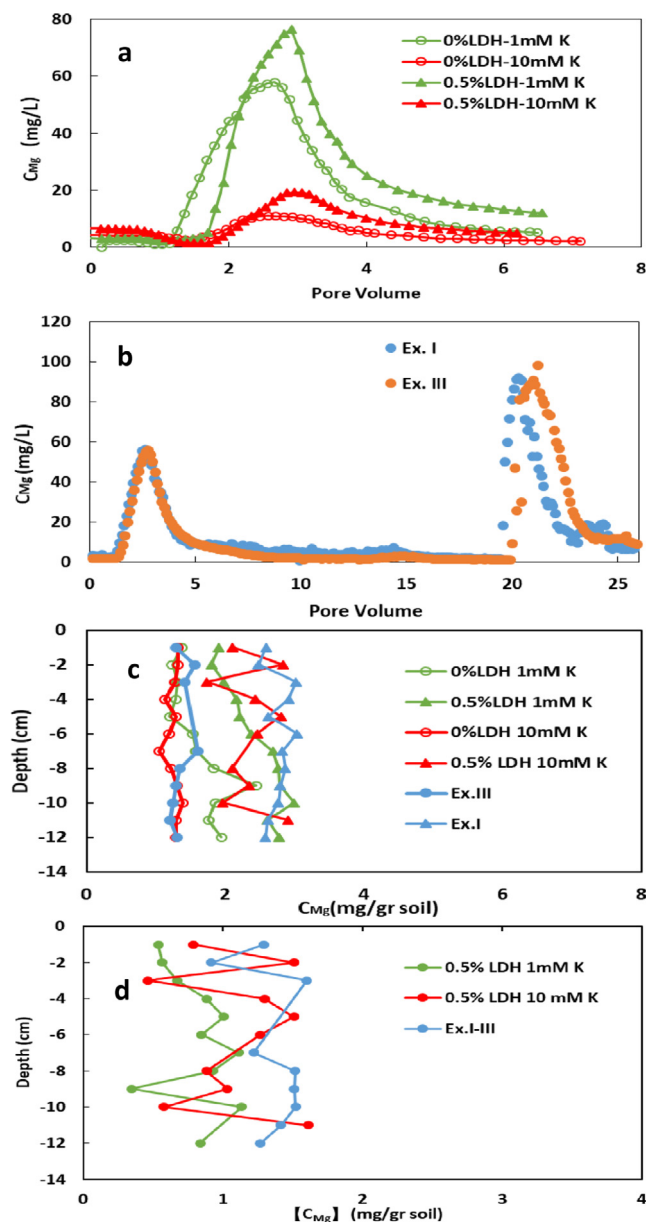 a
80
60
40
20
0
C_Mg (mg/L)
0%LDH-1mM K
0%LDH-10mM K
0.5%LDH-1mM K
0.5%LDH-10mM K
0 2 4 6 8
Pore Volume
b
120
100
80
60
40
20
0
C_Mg(mg/L)
Ex. I
Ex. III
0 5 10 15 20 25
Pore Volume
c
0
-2
-4
-6
-8
-10
-12
-14
Depth (cm)
0%LDH 1mM K
0.5%LDH 1mM K
0%LDH 10mM K
0.5% LDH 10mM K
Ex.III
Ex.I
0 2 4 6 8
C_Mg(mg/gr soil)
d
0
-2
-4
-6
-8
-10
-12
-14
Depth (cm)
0.5% LDH 1mM K
0.5% LDH 10 mM K
Ex.I-III
0 1 2 3 4
【C_Mg】 (mg/gr soil)